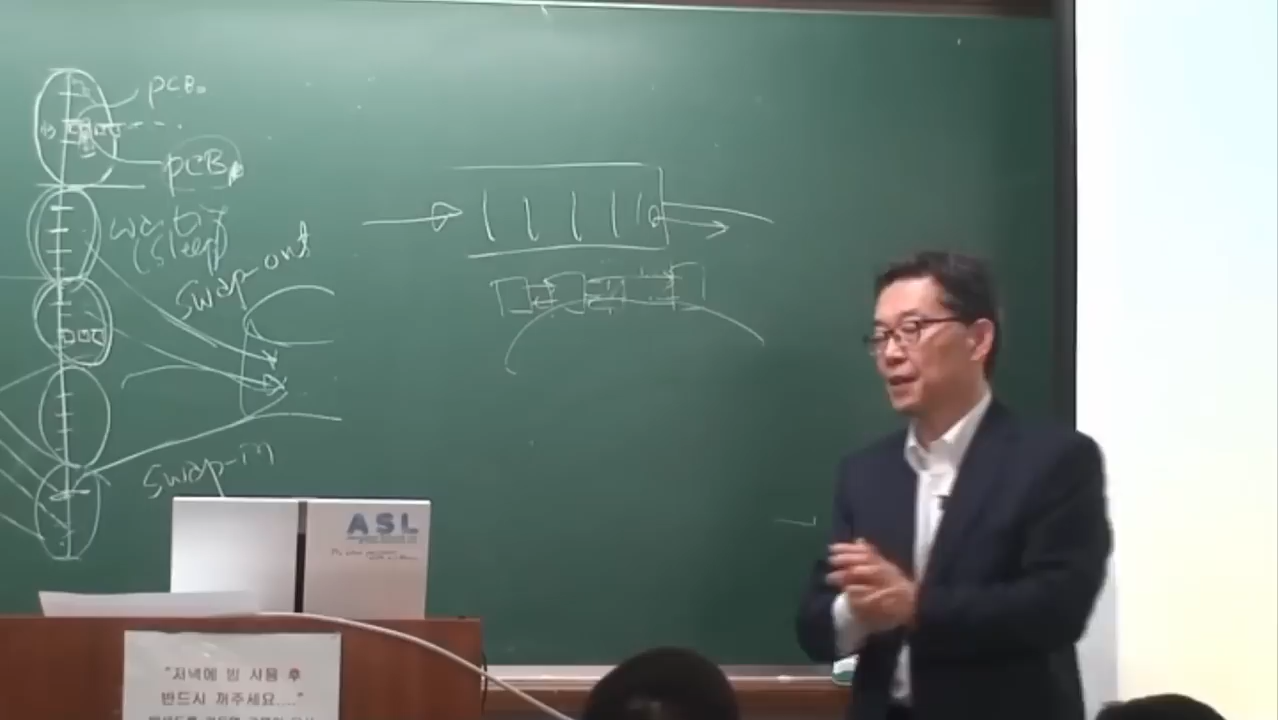 PCB
PCB
waiting
(sleep)
swap-out
swap-in
ASL
"저녁에 빔 사용 후
반드시 꺼주세요...."